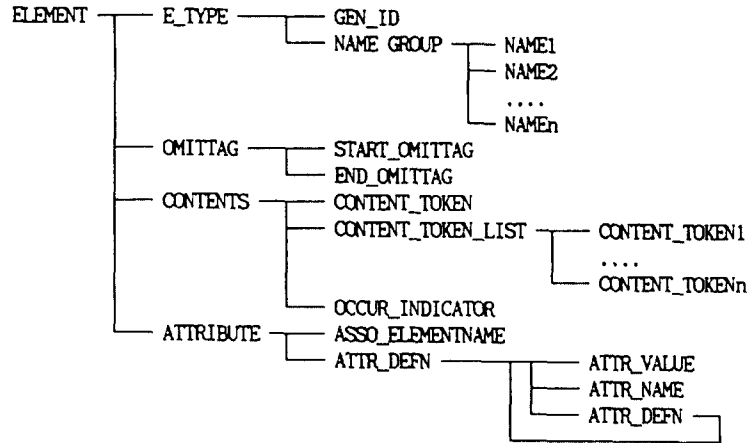 ELEMENT E_TYPE GEN_ID
NAME GROUP NAME1
NAME2
....
NAMEn
OMITTAG START_OMITTAG
END_OMITTAG
CONTENTS CONTENT_TOKEN
CONTENT_TOKEN_LIST CONTENT_TOKEN1
....
CONTENT_TOKENn
OCCUR_INDICATOR
ATTRIBUTE ASSO_ELEMENTNAME
ATTR_DEFN ATTR_VALUE
ATTR_NAME
ATTR_DEFN